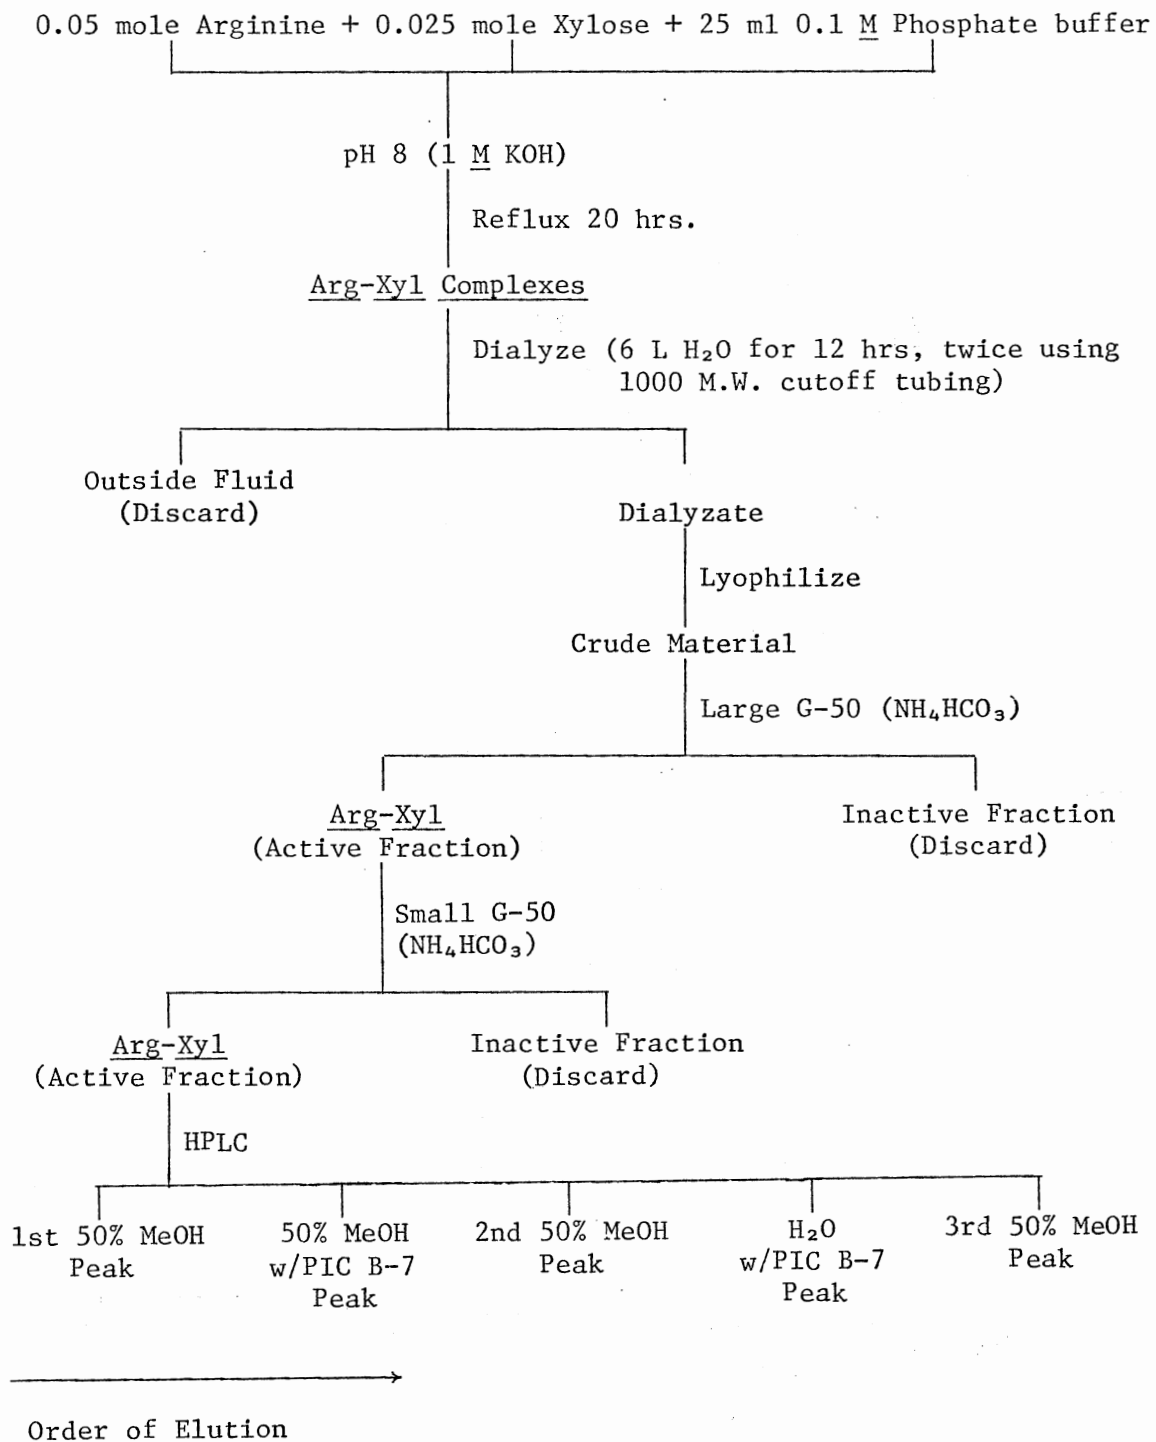 0.05 mole Arginine + 0.025 mole Xylose + 25 ml 0.1 M Phosphate buffer
pH 8 (1 M KOH)
Reflux 20 hrs.
Arg-Xyl Complexes
Dialyze (6 L H₂O for 12 hrs, twice using
1000 M.W. cutoff tubing)
Outside Fluid
(Discard)
Dialyzate
Lyophilize
Crude Material
Large G-50 (NH₄HCO₃)
Arg-Xyl
(Active Fraction)
Inactive Fraction
(Discard)
Small G-50
(NH₄HCO₃)
Arg-Xyl
(Active Fraction)
Inactive Fraction
(Discard)
HPLC
1st 50% MeOH
Peak
50% MeOH
w/PIC B-7
Peak
2nd 50% MeOH
Peak
H₂O
w/PIC B-7
Peak
3rd 50% MeOH
Peak
Order of Elution